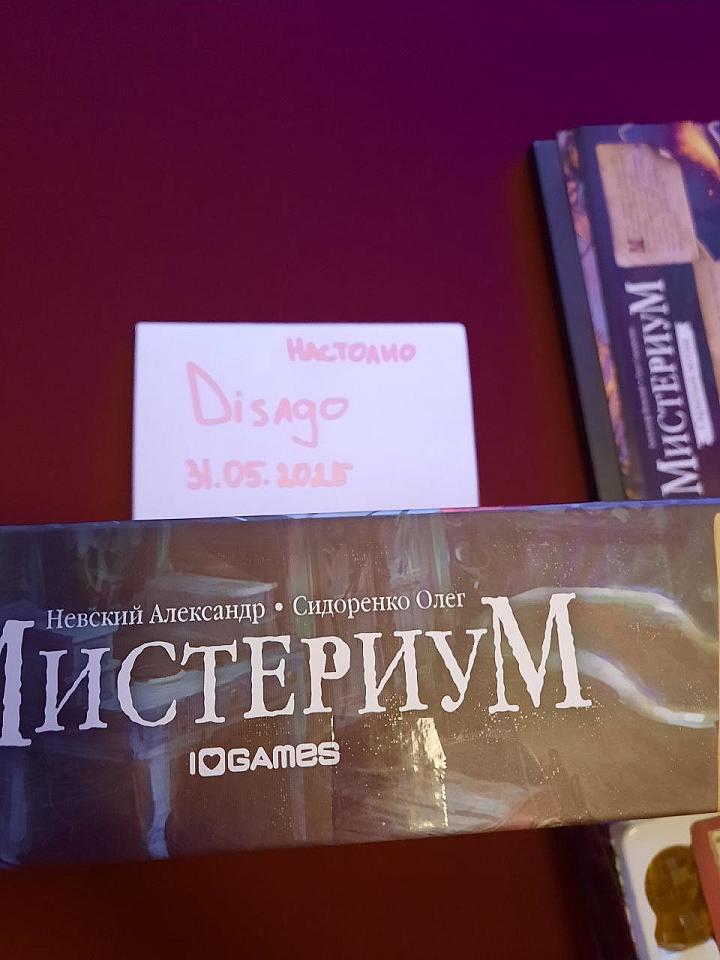 Настолио
Disago
31.05.2025
Невский Александр • Сидоренко Олег
Мистериум
I♥GAMES
Мистериум